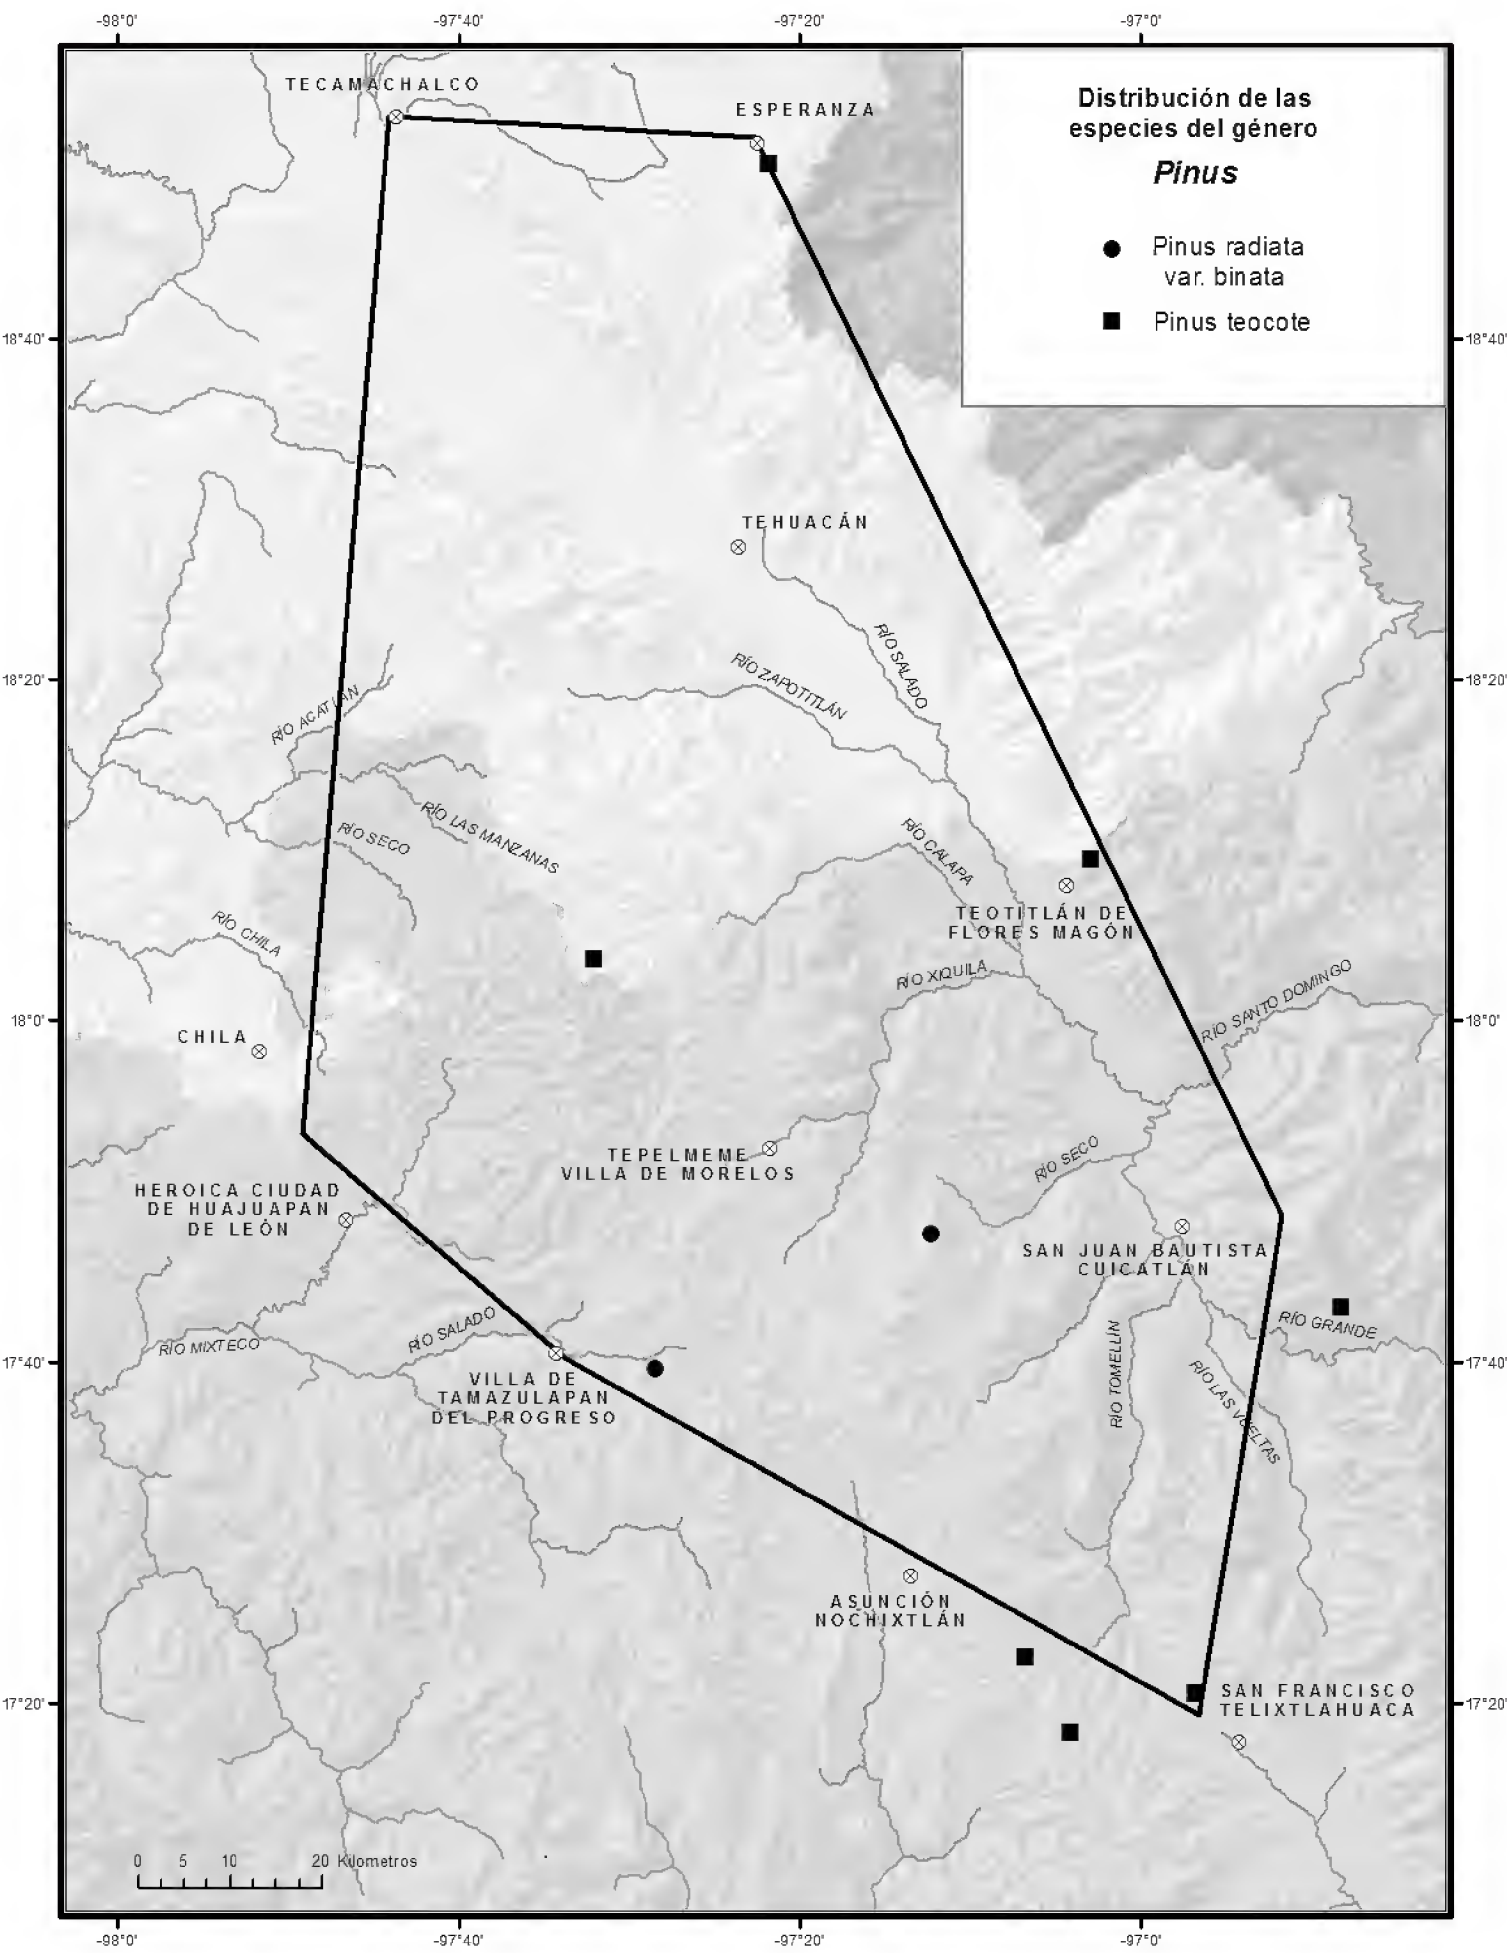 -98°0' -97°40' -97°20' -97°0'
TECAMACHALCO
ESPERANZA
Distribución de las
especies del género
Pinus
Pinus radiata
var. binata
Pinus teocote
18°40' 18°40'
TEHUACÁN
RÍO SALADO
RÍO ZAPOTITLÁN
18°20' 18°20'
RÍO ACATLÁN
RÍO LAS MANZANAS
RÍO SECO
RÍO CALAPA
TEOTITLÁN DE
FLORES MAGÓN
RÍO CHILA
RÍO XIQUILA
RÍO SANTO DOMINGO
18°0' 18°0'
CHILA
TEPELMEME
VILLA DE MORELOS
RÍO SECO
HEROICA CIUDAD
DE HUAJUAPAN
DE LEÓN
SAN JUAN BAUTISTA
CUICATLÁN
RÍO GRANDE
RÍO MIXTECO
RÍO SALADO
17°40' 17°40'
VILLA DE
TAMAZULAPAN
DEL PROGRESO
RÍO TOMELLÍN
RÍO LAS VUELTAS
ASUNCIÓN
NOCHIXTLÁN
17°20' 17°20'
SAN FRANCISCO
TELIXTLAHUACA
0 5 10 20 Kilometros
-98°0' -97°40' -97°20' -97°0'